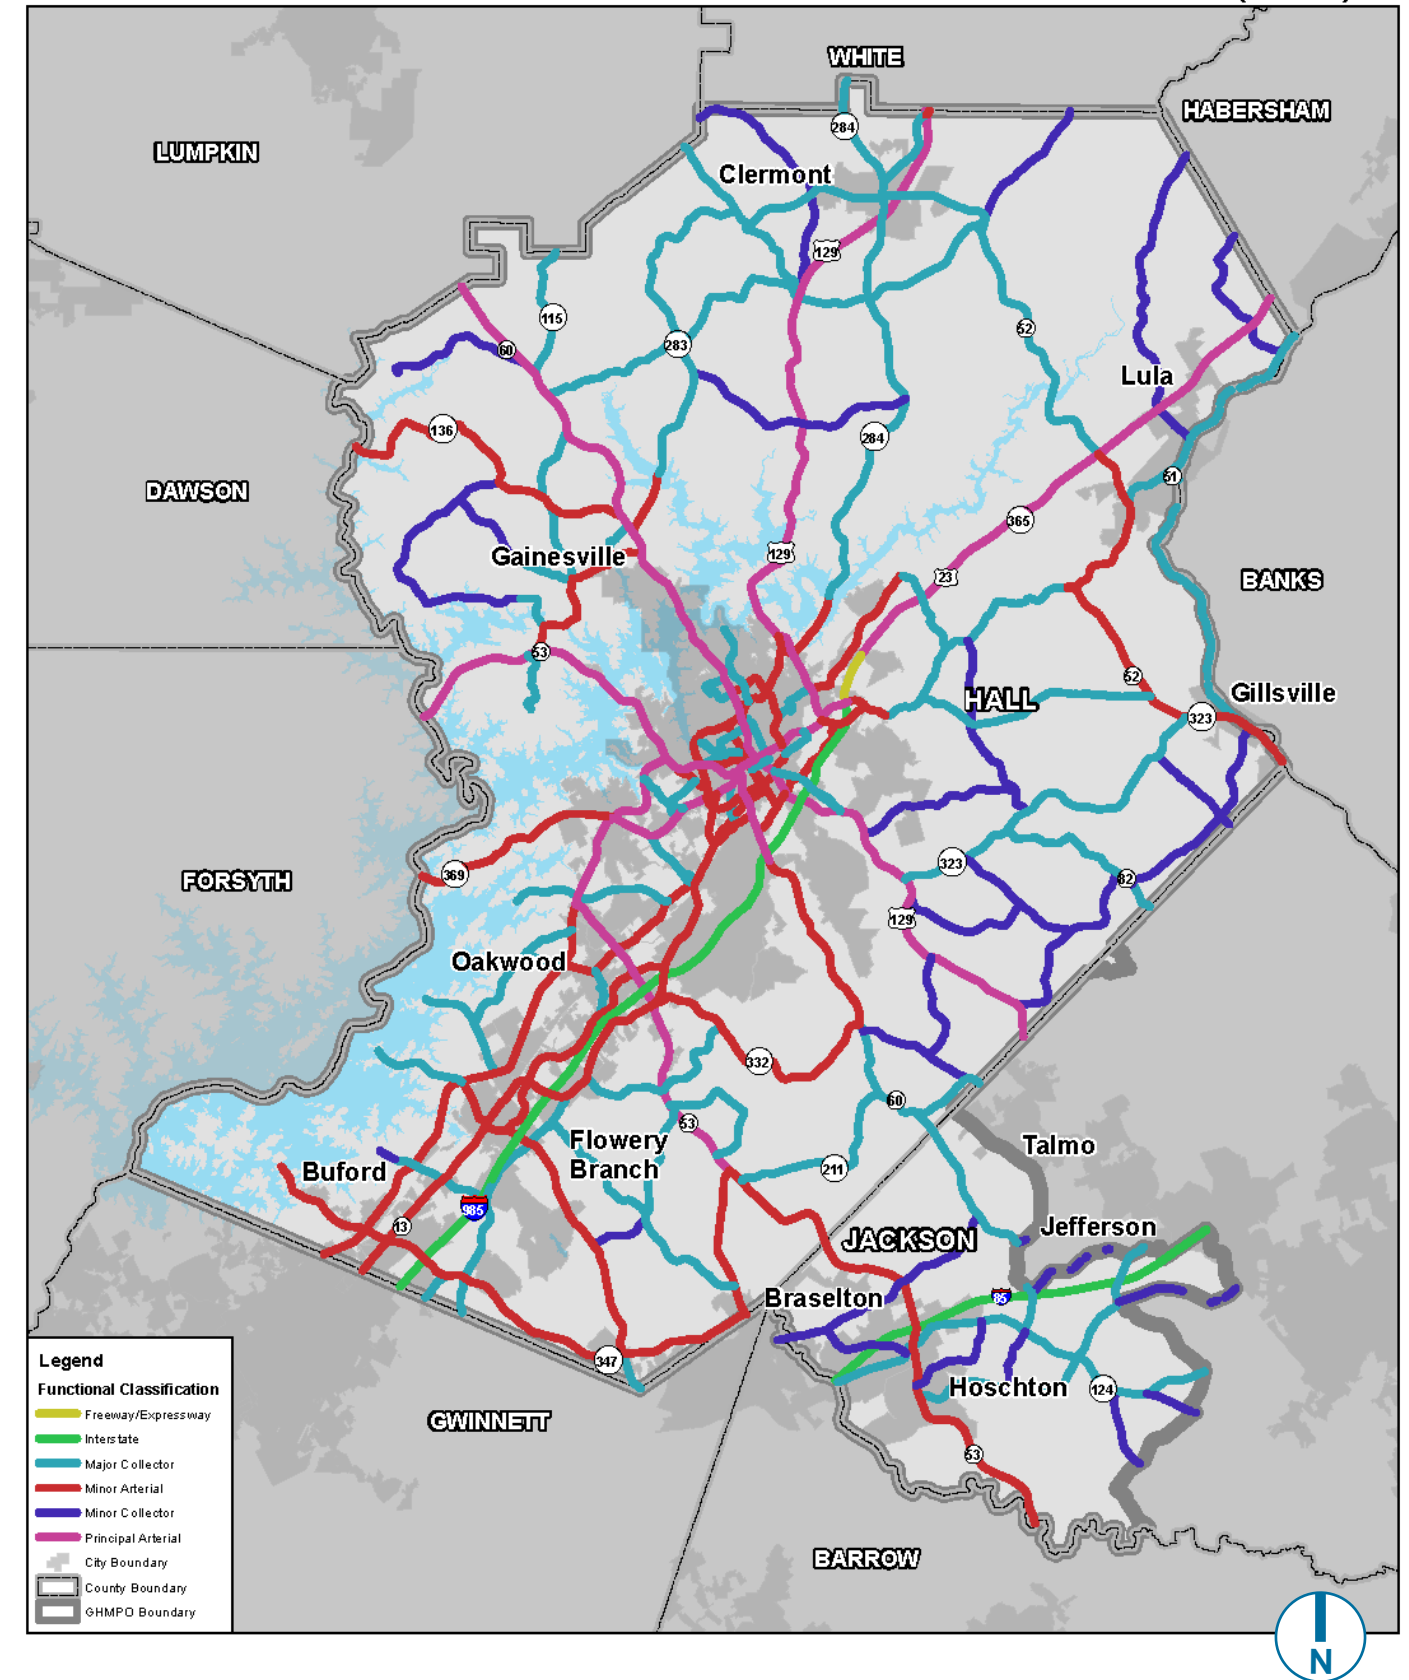 WHITE
HABERSHAM
284
LUMPKIN
Clermont
129
115
52
283
60
Lula
136
284
51
DAWSON
365
Gainesville
129
23
BANKS
53
52
HALL
Gillsville
323
323
369
82
FORSYTH
129
Oakwood
332
60
53
Flowery
Branch
Talmo
211
Buford
985
13
JACKSON
Jefferson
85
Braselton
347
Hoschton
124
GWINNETT
53
BARROW
Legend
Functional Classification
Freeway/Expressway
Interstate
Major Collector
Minor Arterial
Minor Collector
Principal Arterial
City Boundary
County Boundary
GHMPO Boundary
N